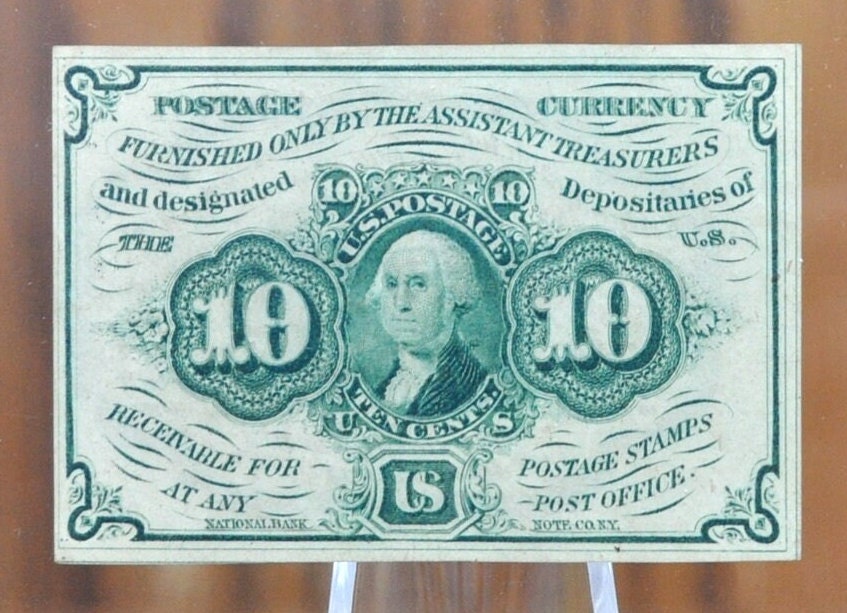 POSTAGE CURRENCY
FURNISHED ONLY BY THE ASSISTANT TREASURERS
and designated Depositaries of
THE U.S.
10 10
U.S. POSTAGE
10 10
TEN CENTS.
U S
RECEIVABLE FOR POSTAGE STAMPS
AT ANY POST OFFICE.
US
NATIONAL BANK NOTE CO. N.Y.